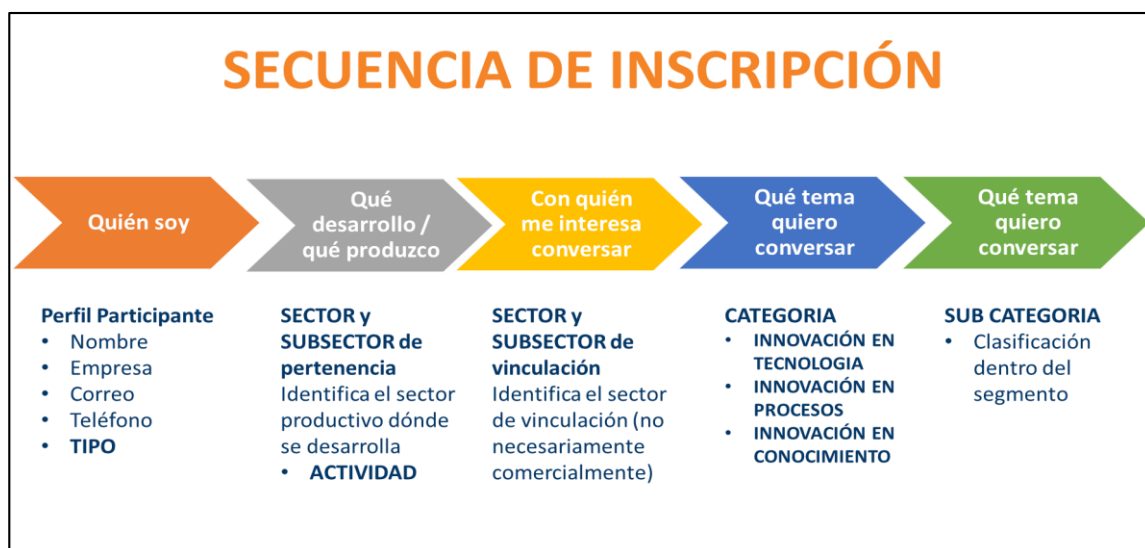 SECUENCIA DE INSCRIPCIÓN
Quién soy
Qué
desarrollo /
qué produzco
Con quién
me interesa
conversar
Qué tema
quiero
conversar
Qué tema
quiero
conversar
Perfil Participante
• Nombre
• Empresa
• Correo
• Teléfono
• TIPO
SECTOR y
SUBSECTOR de
pertenencia
Identifica el sector
productivo dónde
se desarrolla
• ACTIVIDAD
SECTOR y
SUBSECTOR de
vinculación
Identifica el sector
de vinculación (no
necesariamente
comercialmente)
CATEGORIA
• INNOVACIÓN EN
TECNOLOGIA
• INNOVACIÓN EN
PROCESOS
• INNOVACIÓN EN
CONOCIMIENTO
SUB CATEGORIA
• Clasificación
dentro del
segmento